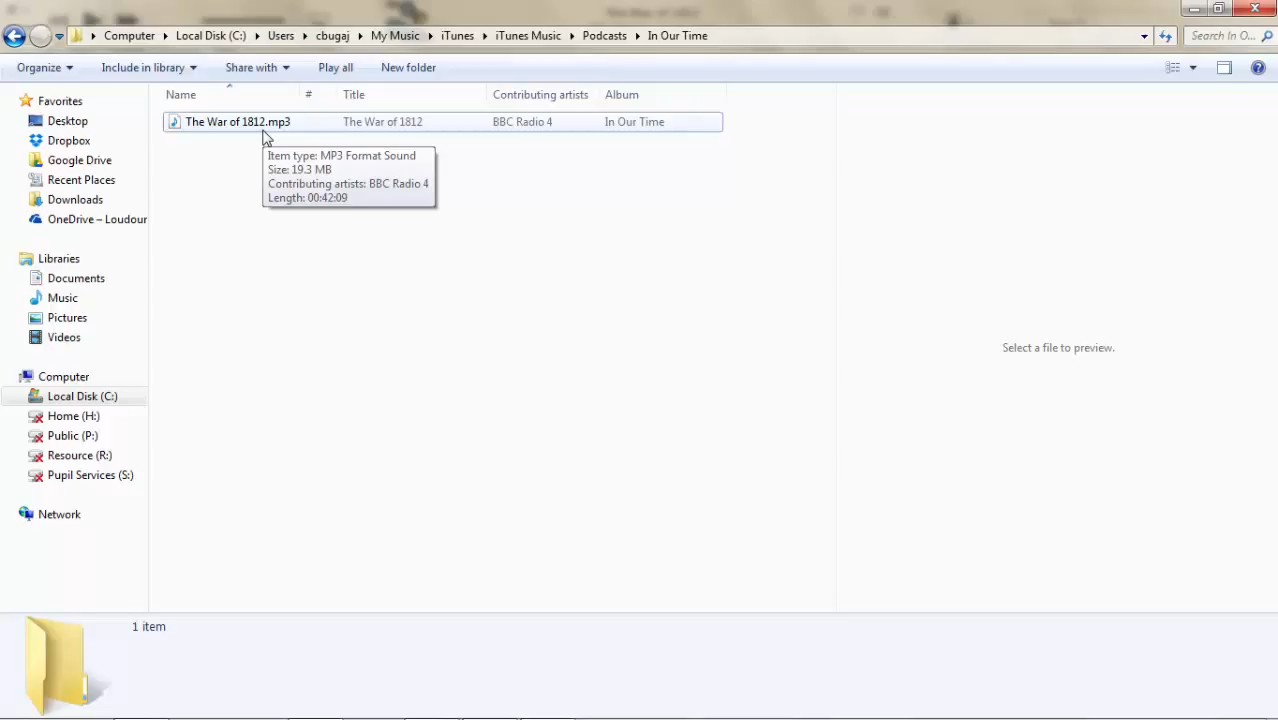 Computer Local Disk (C:) Users cbugaj My Music iTunes iTunes Music Podcasts In Our Time Search In O...
Organize Include in library Share with Play all New folder
Favorites
Desktop
Dropbox
Google Drive
Recent Places
Downloads
OneDrive – Loudour
Libraries
Documents
Music
Pictures
Videos
Computer
Local Disk (C:)
Home (H:)
Public (P:)
Resource (R:)
Pupil Services (S:)
Network
Name # Title Contributing artists Album
The War of 1812.mp3 The War of 1812 BBC Radio 4 In Our Time
Item type: MP3 Format Sound
Size: 19.3 MB
Contributing artists: BBC Radio 4
Length: 00:42:09
Select a file to preview.
1 item